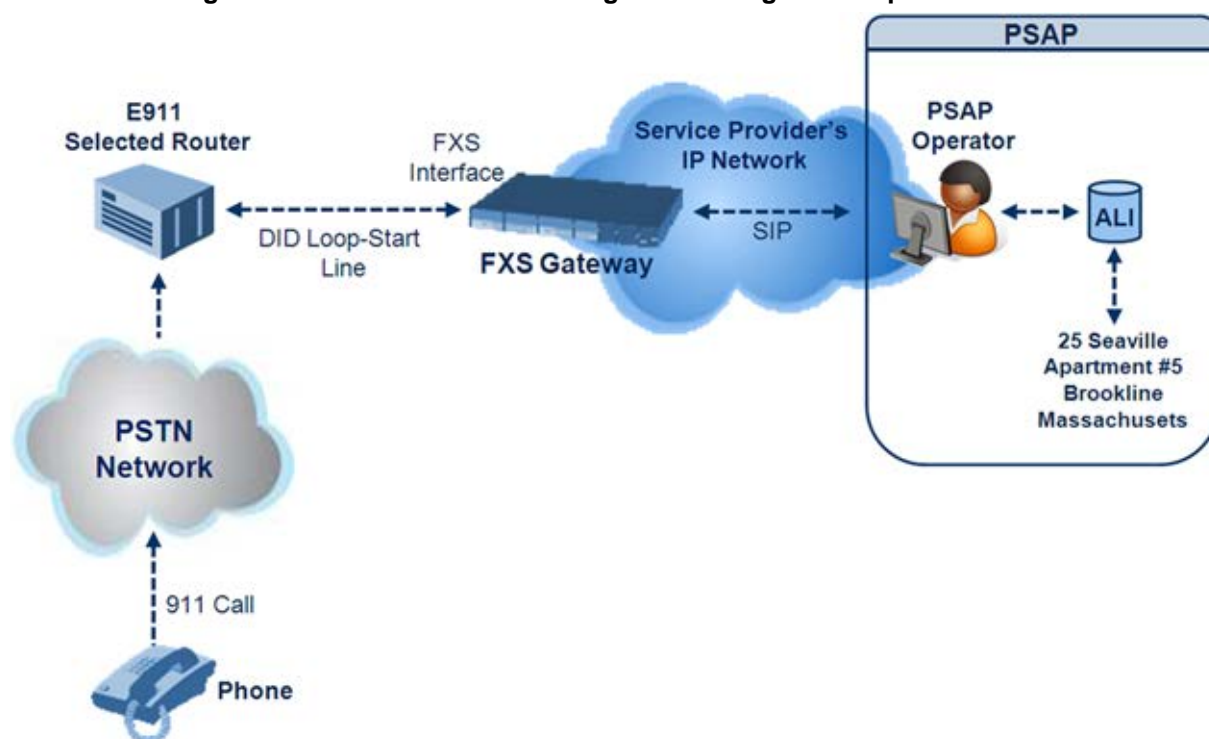 PSAP
E911
Selected Router
FXS
Interface
Service Provider's
IP Network
PSAP
Operator
DID Loop-Start
Line
SIP
FXS Gateway
ALI
25 Seaville
Apartment #5
Brookline
Massachusets
PSTN
Network
911 Call
Phone